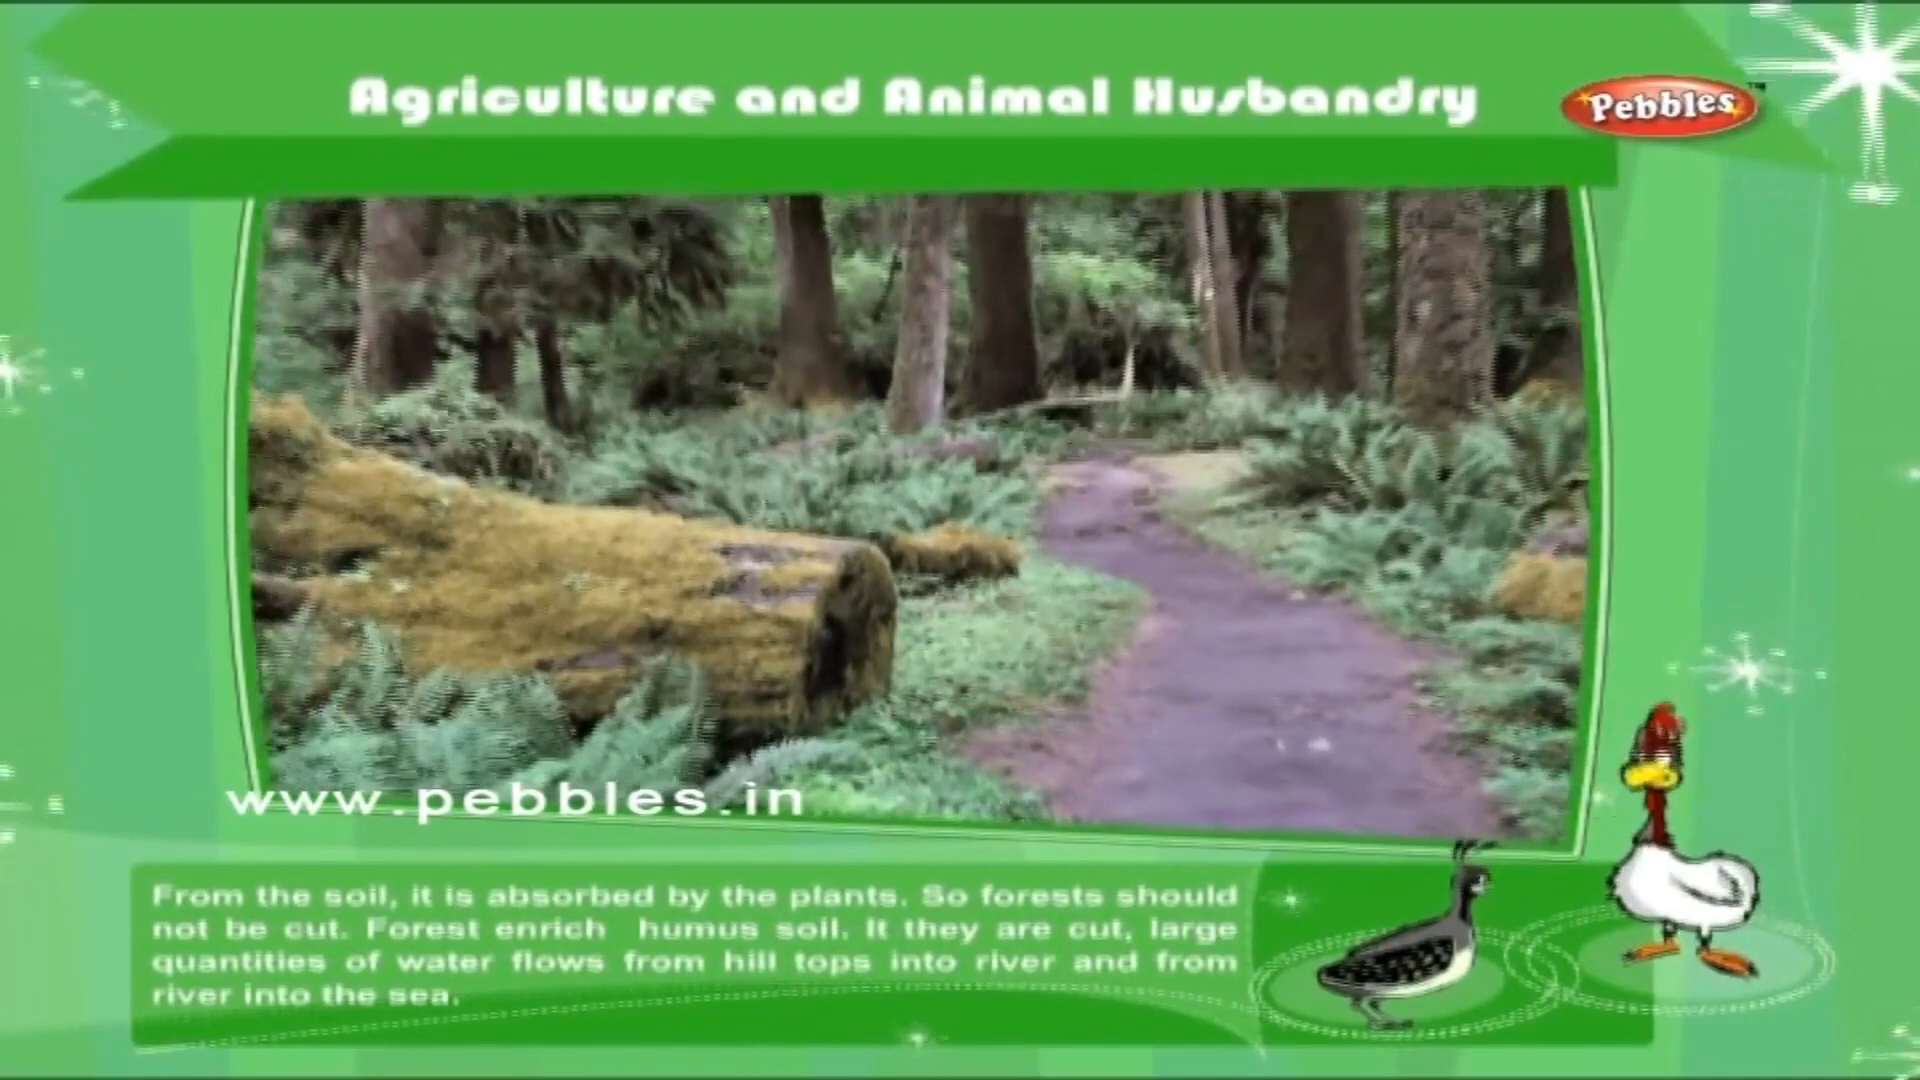 Agriculture and Animal Husbandry
Pebbles™
www.pebbles.in
From the soil, it is absorbed by the plants. So forests should
not be cut. Forest enrich humus soil. It they are cut, large
quantities of water flows from hill tops into river and from
river into the sea.